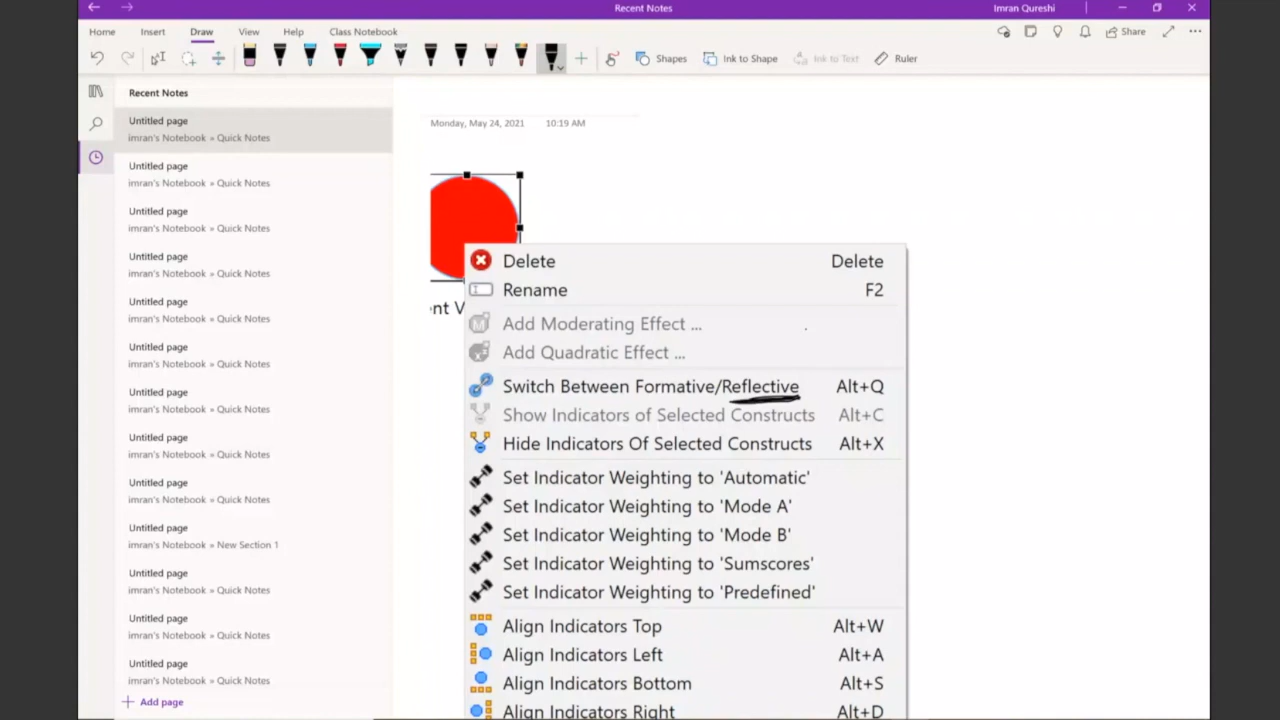 Recent Notes
Imran Qureshi
Home Insert Draw View Help Class Notebook
Share
Shapes Ink to Shape Ink to Text Ruler
Recent Notes
Untitled page
imran's Notebook » Quick Notes
Untitled page
imran's Notebook » Quick Notes
Untitled page
imran's Notebook » Quick Notes
Untitled page
imran's Notebook » Quick Notes
Untitled page
imran's Notebook » Quick Notes
Untitled page
imran's Notebook » Quick Notes
Untitled page
imran's Notebook » Quick Notes
Untitled page
imran's Notebook » Quick Notes
Untitled page
imran's Notebook » Quick Notes
Untitled page
imran's Notebook » New Section 1
Untitled page
imran's Notebook » Quick Notes
Untitled page
imran's Notebook » Quick Notes
Untitled page
imran's Notebook » Quick Notes
Add page
Monday, May 24, 2021 10:19 AM
nt V
Delete Delete
Rename F2
Add Moderating Effect ...
Add Quadratic Effect ...
Switch Between Formative/Reflective Alt+Q
Show Indicators of Selected Constructs Alt+C
Hide Indicators Of Selected Constructs Alt+X
Set Indicator Weighting to 'Automatic'
Set Indicator Weighting to 'Mode A'
Set Indicator Weighting to 'Mode B'
Set Indicator Weighting to 'Sumscores'
Set Indicator Weighting to 'Predefined'
Align Indicators Top Alt+W
Align Indicators Left Alt+A
Align Indicators Bottom Alt+S
Align Indicators Right Alt+D